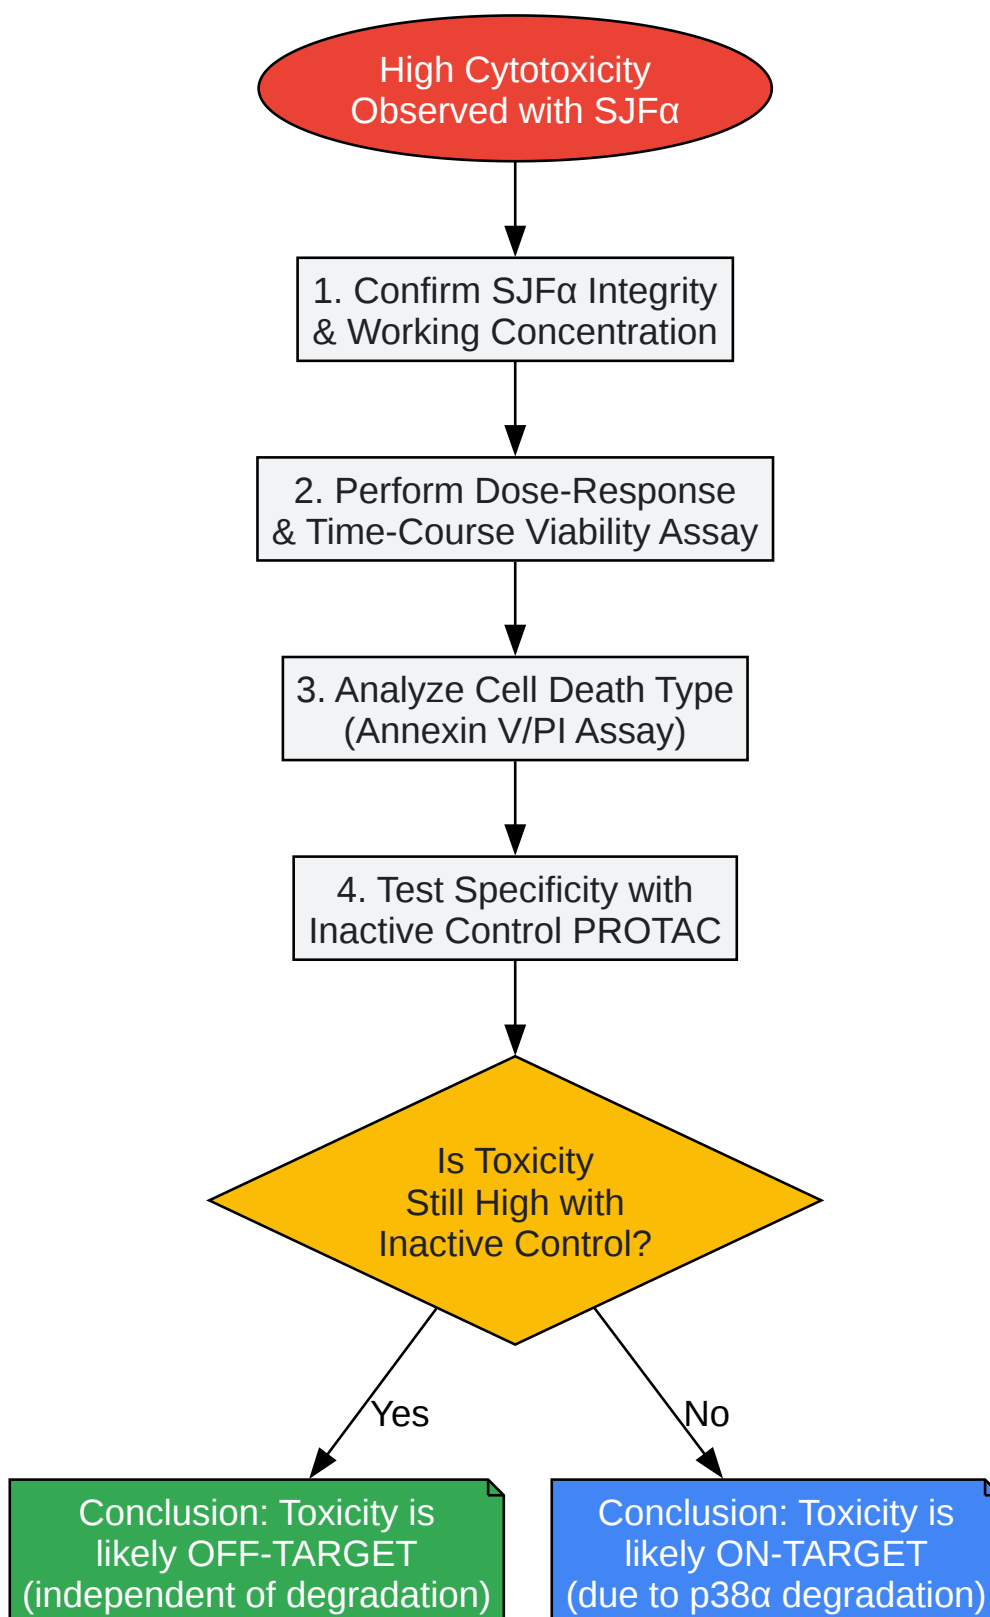 High Cytotoxicity
Observed with SJFα
1. Confirm SJFα Integrity
& Working Concentration
2. Perform Dose-Response
& Time-Course Viability Assay
3. Analyze Cell Death Type
(Annexin V/PI Assay)
4. Test Specificity with
Inactive Control PROTAC
Is Toxicity
Still High with
Inactive Control?
Yes
No
Conclusion: Toxicity is
likely OFF-TARGET
(independent of degradation)
Conclusion: Toxicity is
likely ON-TARGET
(due to p38α degradation)